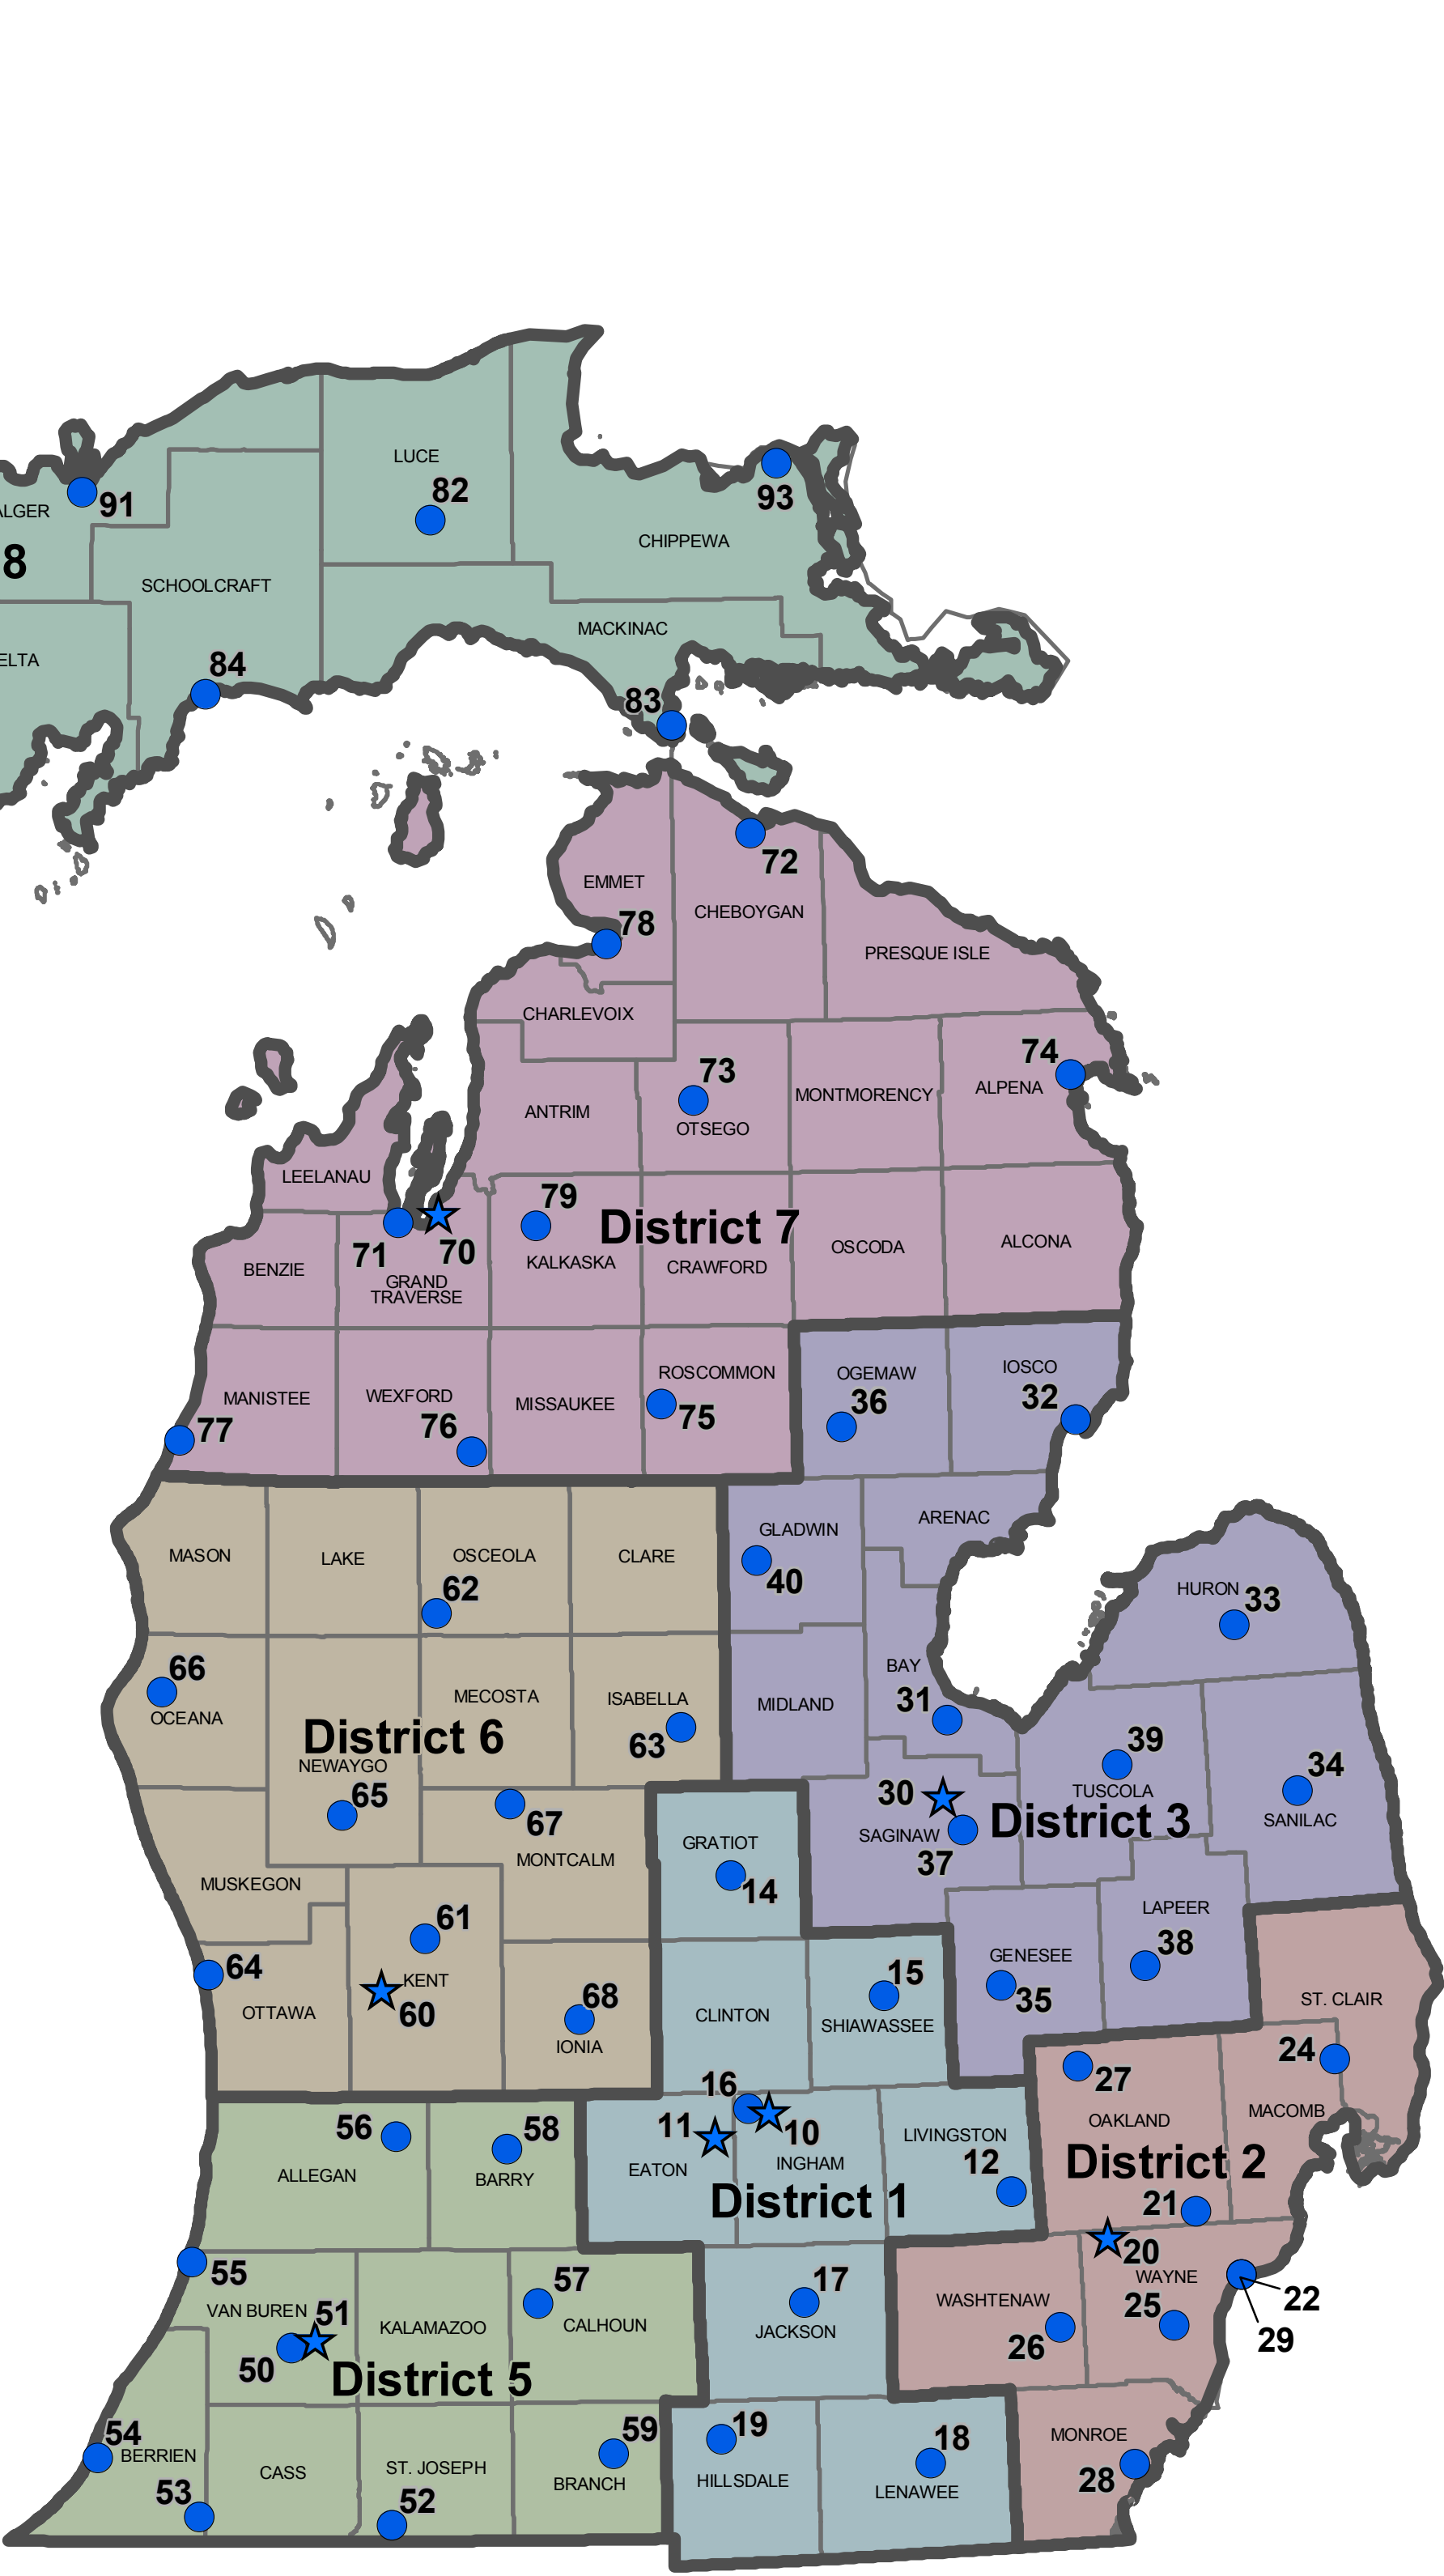 LUCE
82
93
91
ALGER
CHIPPEWA
8
SCHOOLCRAFT
MACKINAC
ELTA
84
83
72
EMMET
CHEBOYGAN
78
PRESQUE ISLE
CHARLEVOIX
74
73
ALPENA
MONTMORENCY
ANTRIM
OTSEGO
LEELANAU
79
District 7
71
70
OSCODA
ALCONA
KALKASKA
CRAWFORD
BENZIE
GRAND
TRAVERSE
ROSCOMMON
OGEMAW
IOSCO
MANISTEE
WEXFORD
MISSAUKEE
36
32
77
76
75
ARENAC
GLADWIN
MASON
LAKE
OSCEOLA
CLARE
40
62
HURON
33
66
BAY
OCEANA
MECOSTA
ISABELLA
MIDLAND
31
District 6
63
39
NEWAYGO
34
65
67
30
TUSCOLA
District 3
SANILAC
SAGINAW
GRATIOT
37
MONTCALM
MUSKEGON
14
LAPEER
61
38
GENESEE
64
15
KENT
60
68
35
ST. CLAIR
OTTAWA
CLINTON
SHIAWASSEE
IONIA
24
27
16
MACOMB
OAKLAND
56
58
11
10
LIVINGSTON
INGHAM
12
District 2
ALLEGAN
BARRY
EATON
District 1
21
20
55
57
17
WAYNE
WASHTENAW
22
VAN BUREN
51
KALAMAZOO
CALHOUN
JACKSON
25
26
29
50
District 5
54
59
19
18
MONROE
BERRIEN
CASS
ST. JOSEPH
BRANCH
HILLSDALE
LENAWEE
28
53
52